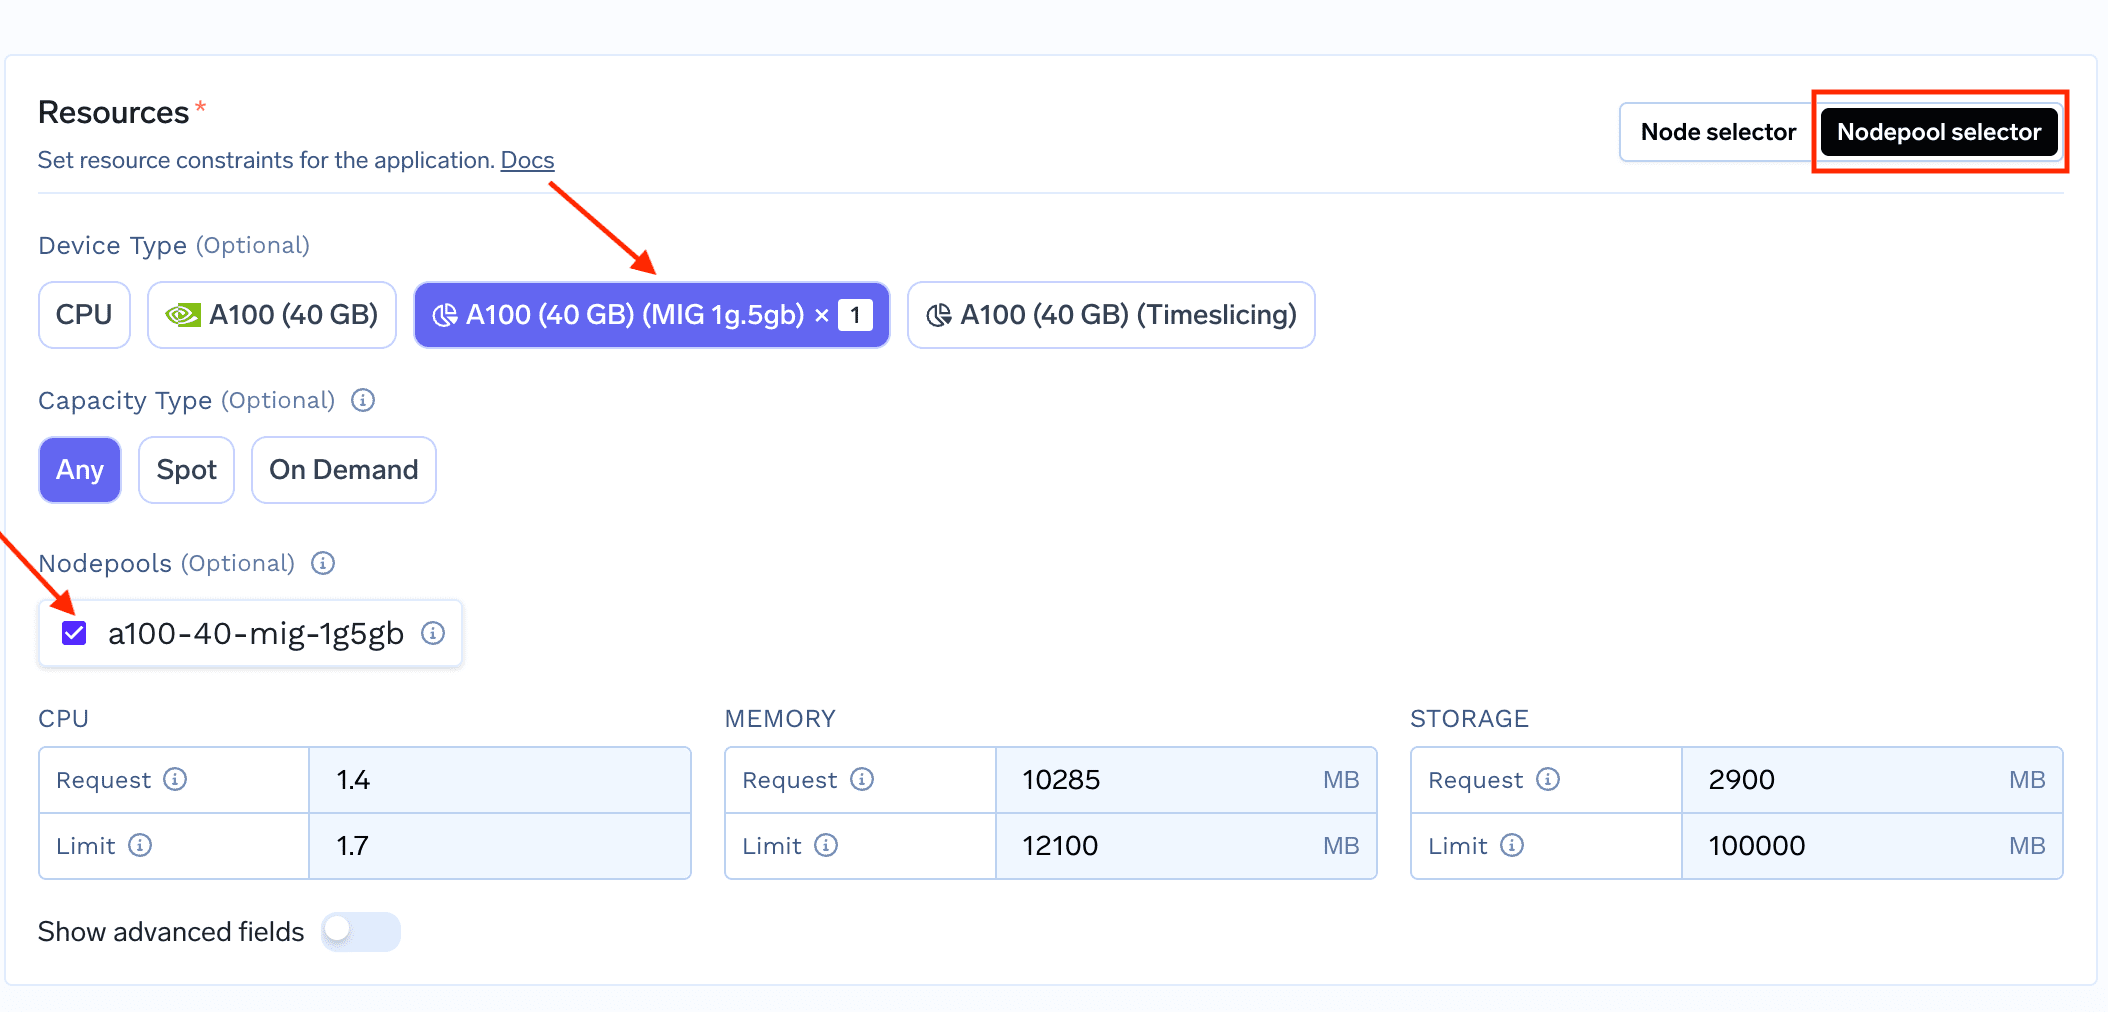 Resources *
Node selector
Nodepool selector
Set resource constraints for the application. Docs
Device Type (Optional)
CPU
A100 (40 GB)
A100 (40 GB) (MIG 1g.5gb) × 1
A100 (40 GB) (Timeslicing)
Capacity Type (Optional)
Any
Spot
On Demand
Nodepools (Optional)
a100-40-mig-1g5gb
CPU
Request 1.4
Limit 1.7
MEMORY
Request 10285 MB
Limit 12100 MB
STORAGE
Request 2900 MB
Limit 100000 MB
Show advanced fields